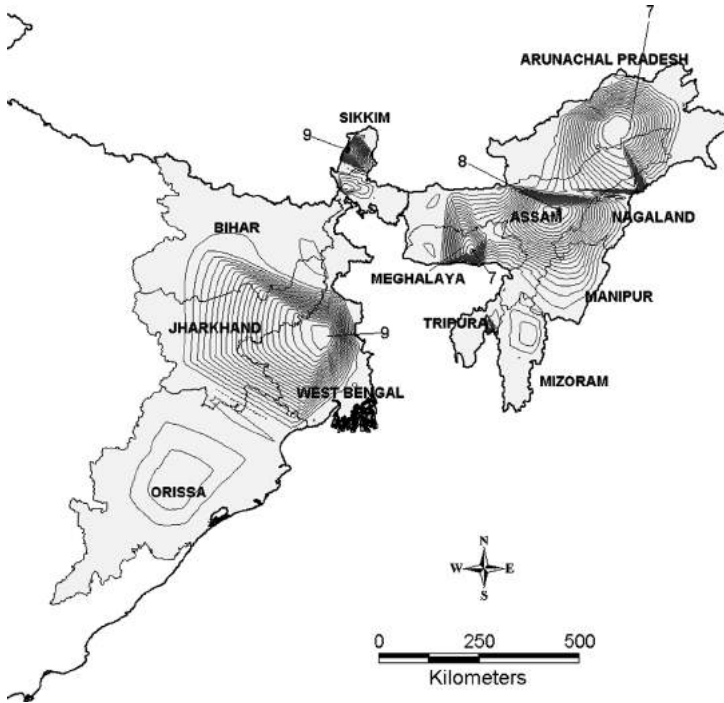 7
ARUNACHAL PRADESH
SIKKIM
9
8
ASSAM
NAGALAND
BIHAR
MEGHALAYA
MANIPUR
JHARKHAND
TRIPURA
9
MIZORAM
WEST BENGAL
ORISSA
N
W E
S
0 250 500
Kilometers